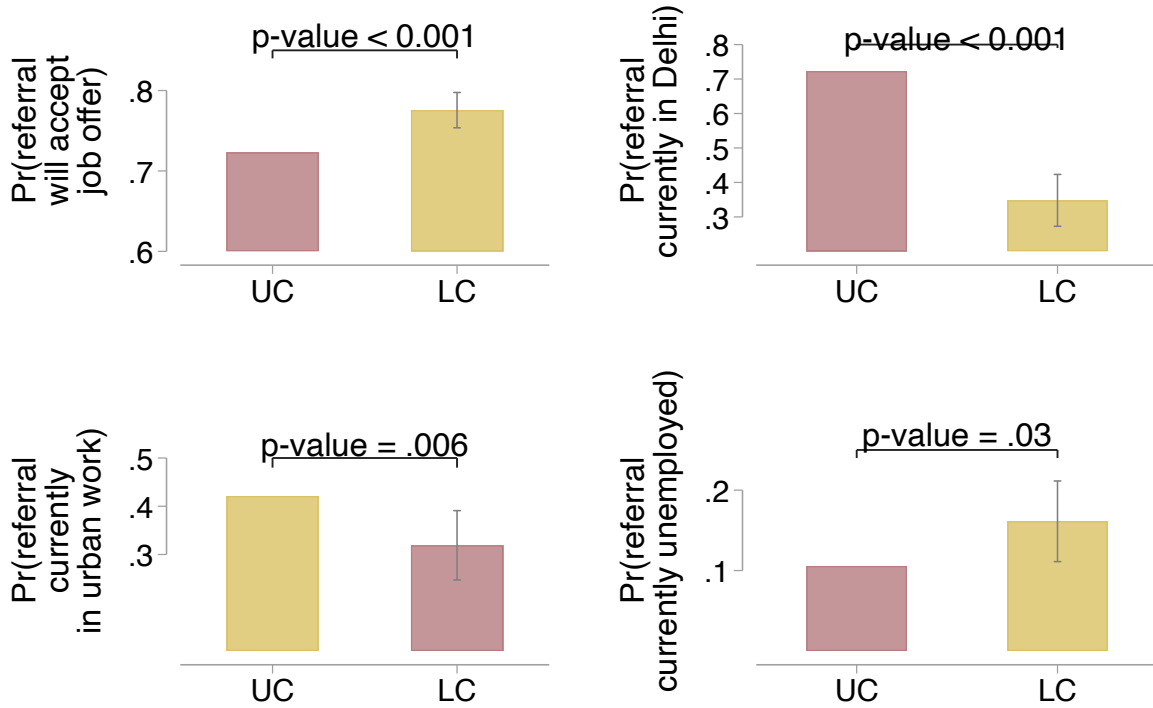 Pr(referral
will accept
job offer)
p-value < 0.001
.8
.7
.6
UC
LC
Pr(referral
currently in Delhi)
p-value < 0.001
.8
.7
.6
.5
.4
.3
UC
LC
Pr(referral
currently
in urban work)
p-value = .006
.5
.4
.3
UC
LC
Pr(referral
currently unemployed)
p-value = .03
.2
.1
UC
LC